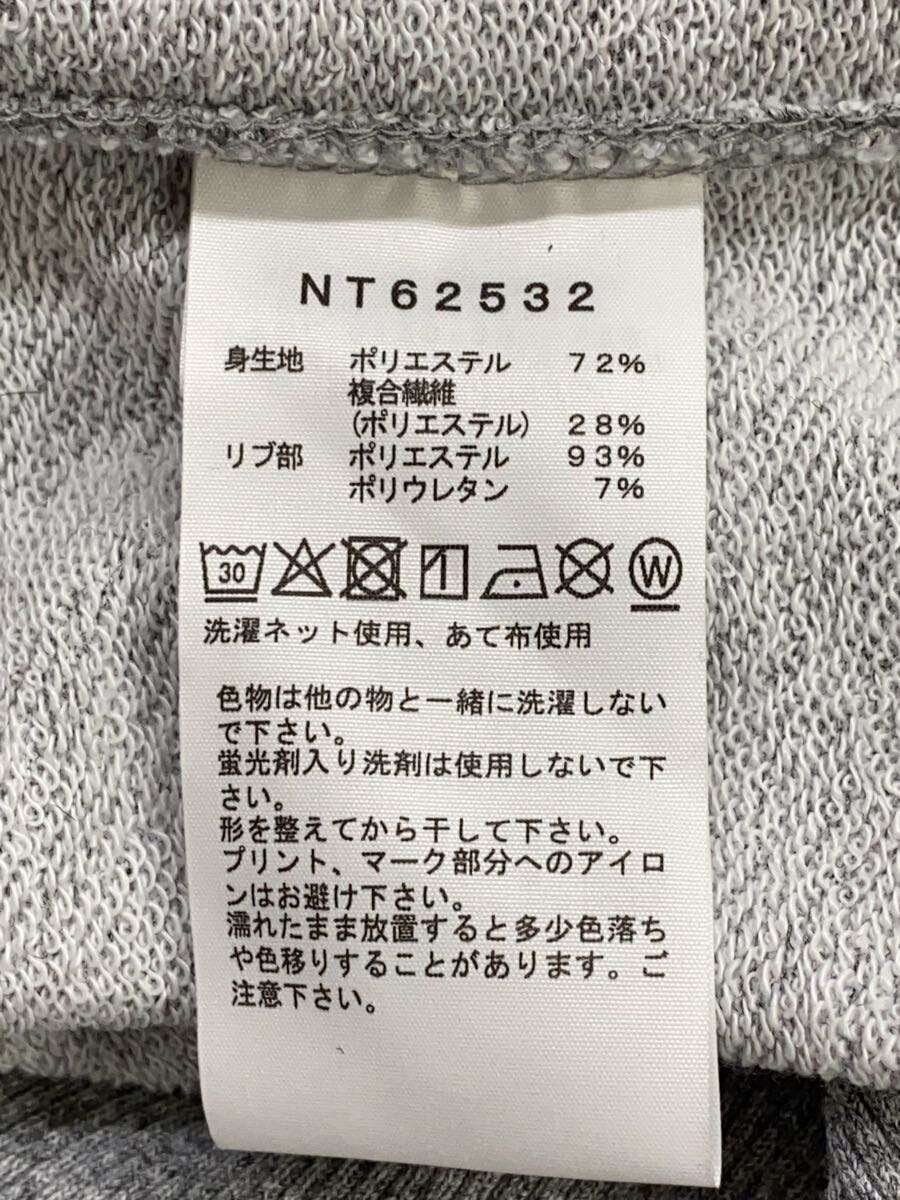 NT62532
身生地 ポリエステル 72%
複合繊維
(ポリエステル) 28%
リブ部 ポリエステル 93%
ポリウレタン 7%
30 W
洗濯ネット使用、あて布使用
色物は他の物と一緒に洗濯しない
で下さい。
蛍光剤入り洗剤は使用しないで下
さい。
形を整えてから干して下さい。
プリント、マーク部分へのアイロ
ンはお避け下さい。
濡れたまま放置すると多少色落ち
や色移りすることがあります。ご
注意下さい。